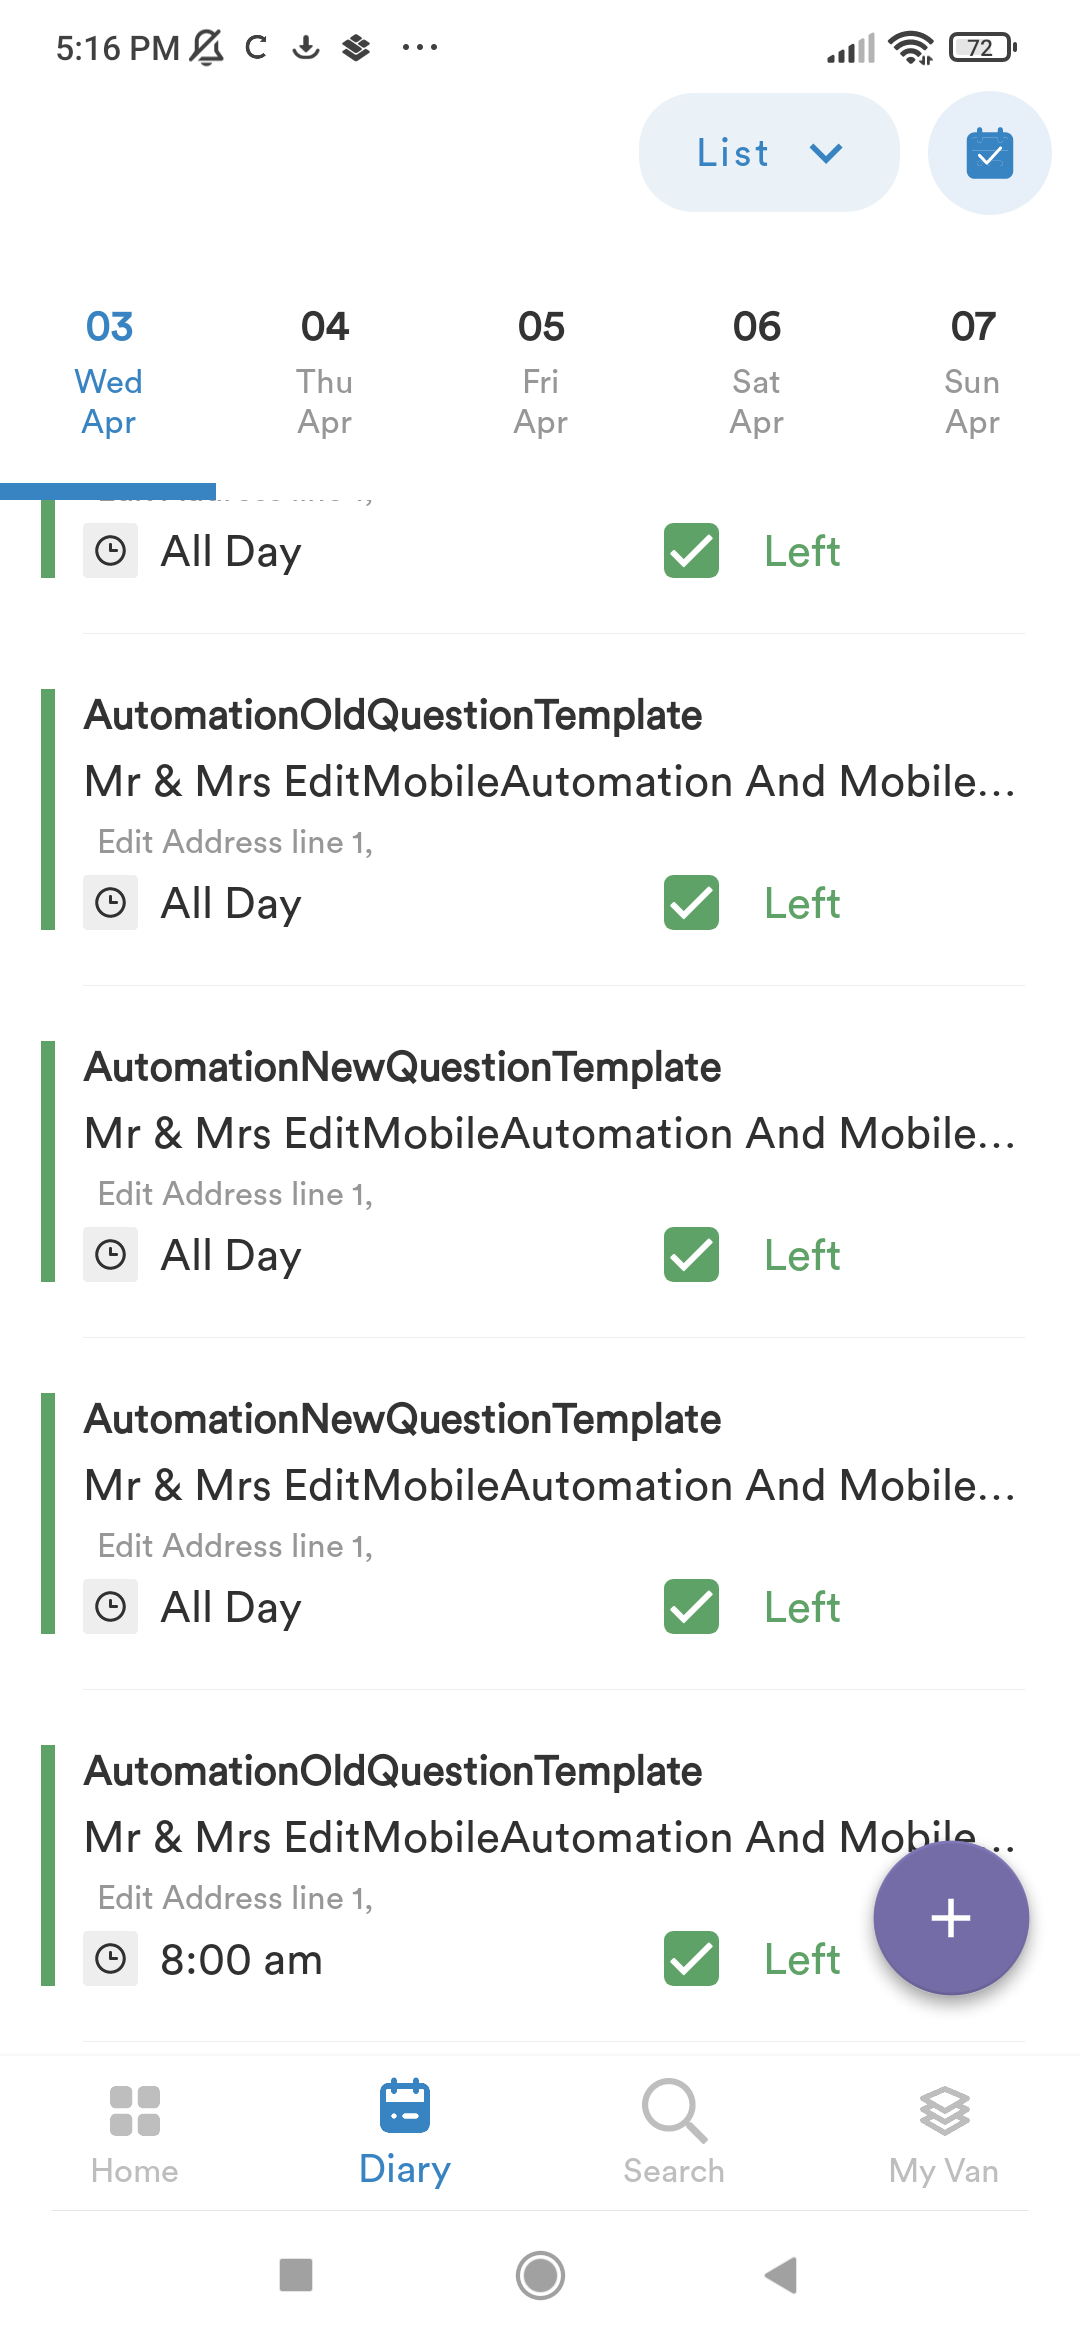 5:16 PM
72
List
03
Wed
Apr
04
Thu
Apr
05
Fri
Apr
06
Sat
Apr
07
Sun
Apr
All Day
Left
AutomationOldQuestionTemplate
Mr & Mrs EditMobileAutomation And Mobile...
Edit Address line 1,
All Day
Left
AutomationNewQuestionTemplate
Mr & Mrs EditMobileAutomation And Mobile...
Edit Address line 1,
All Day
Left
AutomationNewQuestionTemplate
Mr & Mrs EditMobileAutomation And Mobile...
Edit Address line 1,
All Day
Left
AutomationOldQuestionTemplate
Mr & Mrs EditMobileAutomation And Mobile...
Edit Address line 1,
8:00 am
Left
Home
Diary
Search
My Van